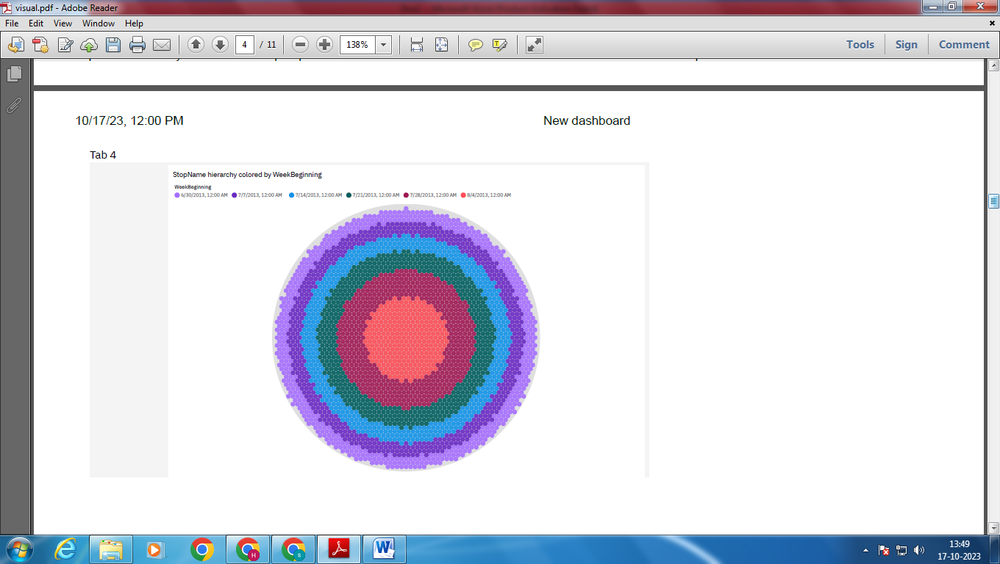 visual.pdf - Adobe Reader
File Edit View Window Help
4 / 11 138% Tools Sign Comment
10/17/23, 12:00 PM New dashboard
Tab 4
StopName hierarchy colored by WeekBeginning
WeekBeginning
6/30/2013, 12:00 AM 7/7/2013, 12:00 AM 7/14/2013, 12:00 AM 7/21/2013, 12:00 AM 7/28/2013, 12:00 AM 8/4/2013, 12:00 AM
13:49
17-10-2023